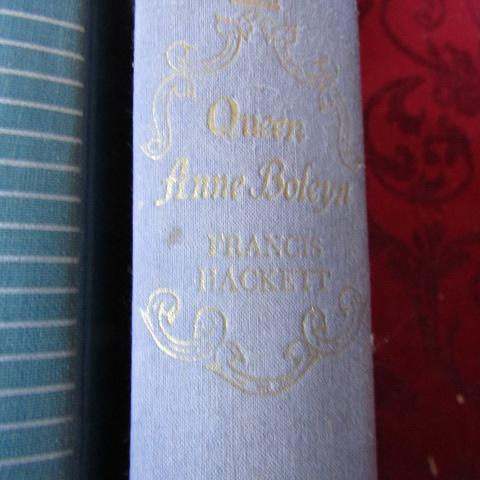 Queen
Anne Boleyn
FRANCIS
HACKETT